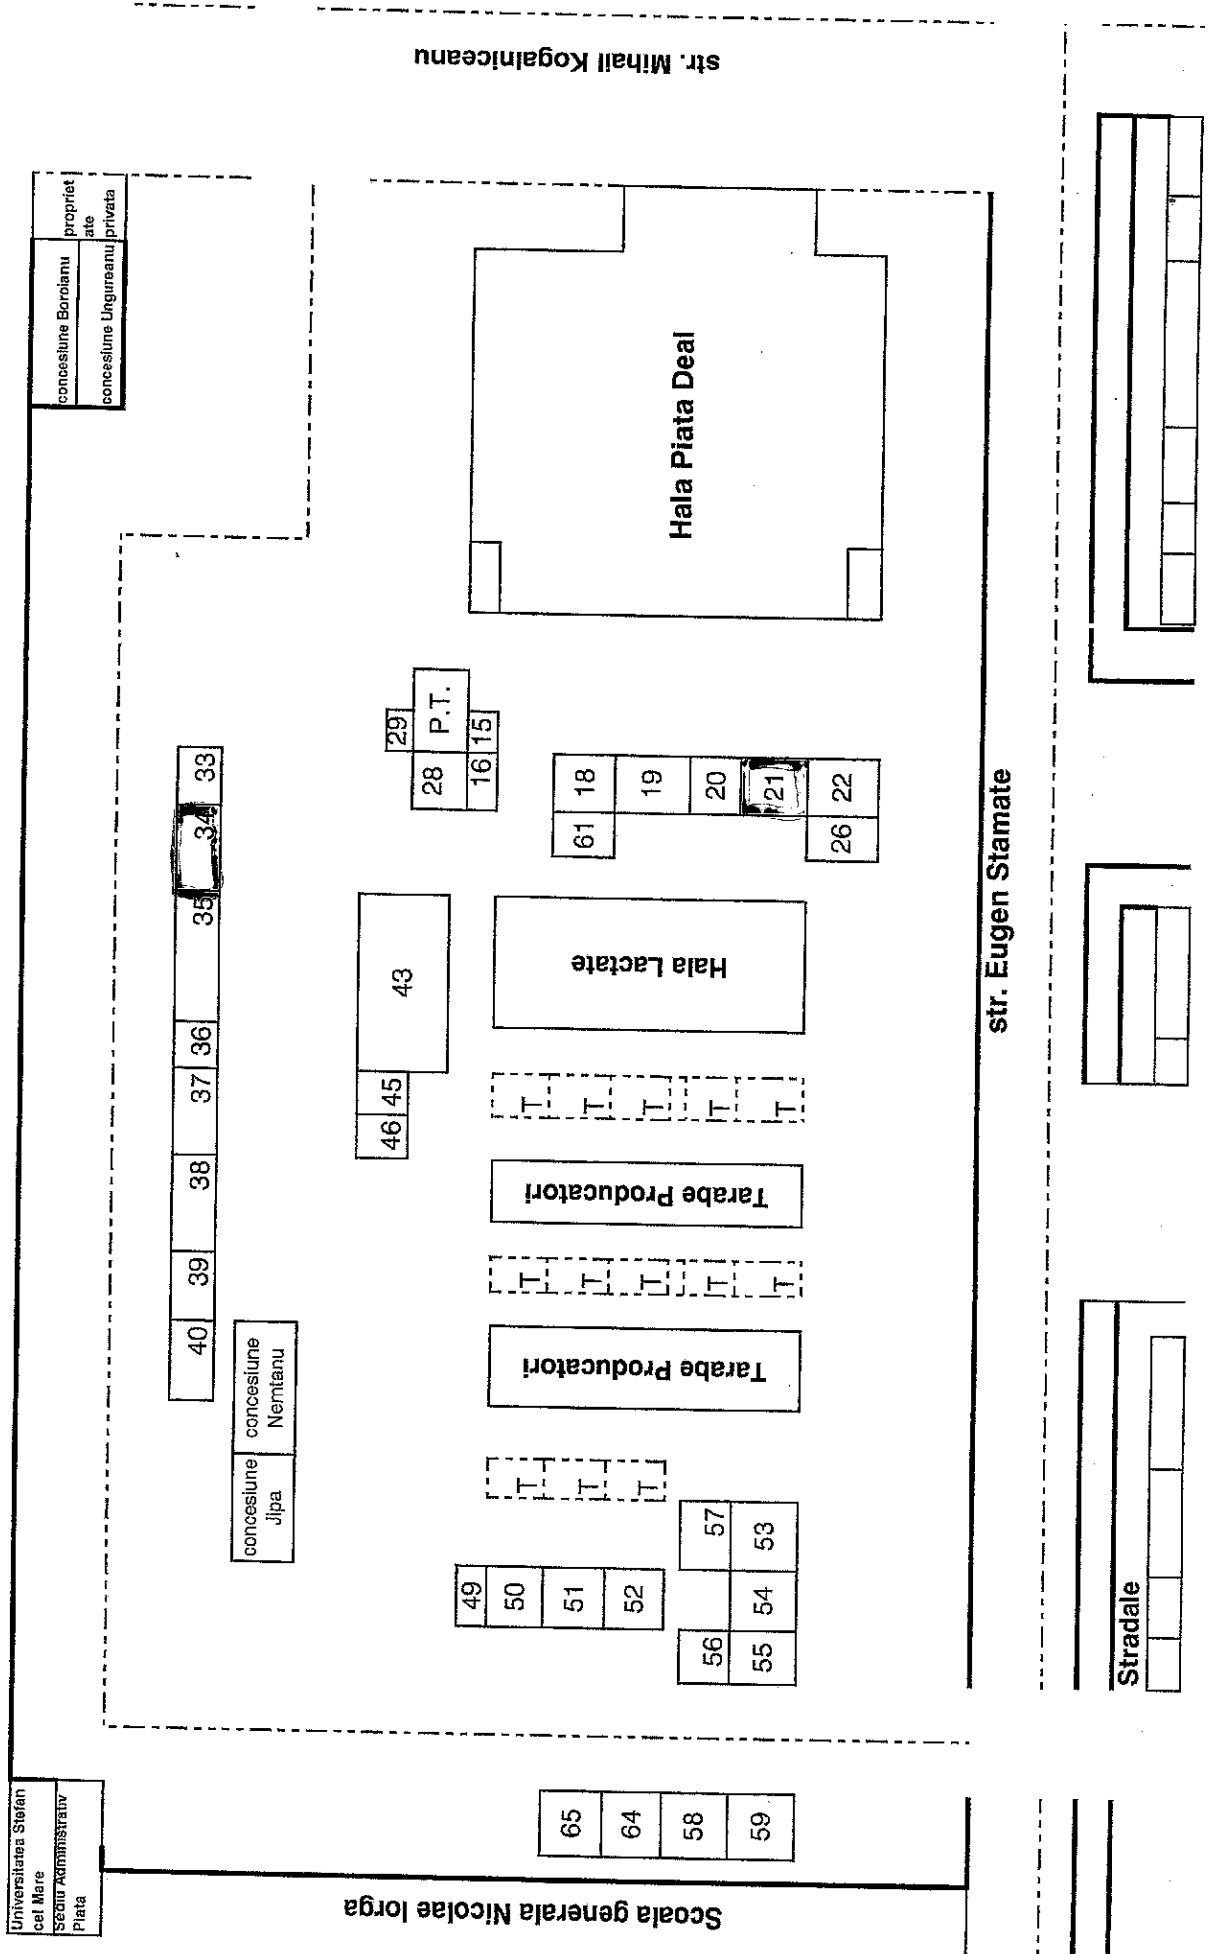 str. Mihail Kogalniceanu
concesiune Boroianu
concesiune Ungureanu
propriet
ate
privata
Hala Piata Deal
29
P.T.
28
16
15
33
34
35
36
37
38
39
40
18
19
20
21
22
61
26
43
45
46
Hala Lactate
str. Eugen Stamate
T
T
T
T
T
Tarabe Producatori
T
T
T
T
T
Tarabe Producatori
concesiune
Nemtanu
concesiune
Jipa
T
T
T
49
50
51
52
57
53
54
56
55
Stradale
65
64
58
59
Universitatea Stefan
cel Mare
Sediu Administrativ
Piata
Scoala generala Nicolae Iorga